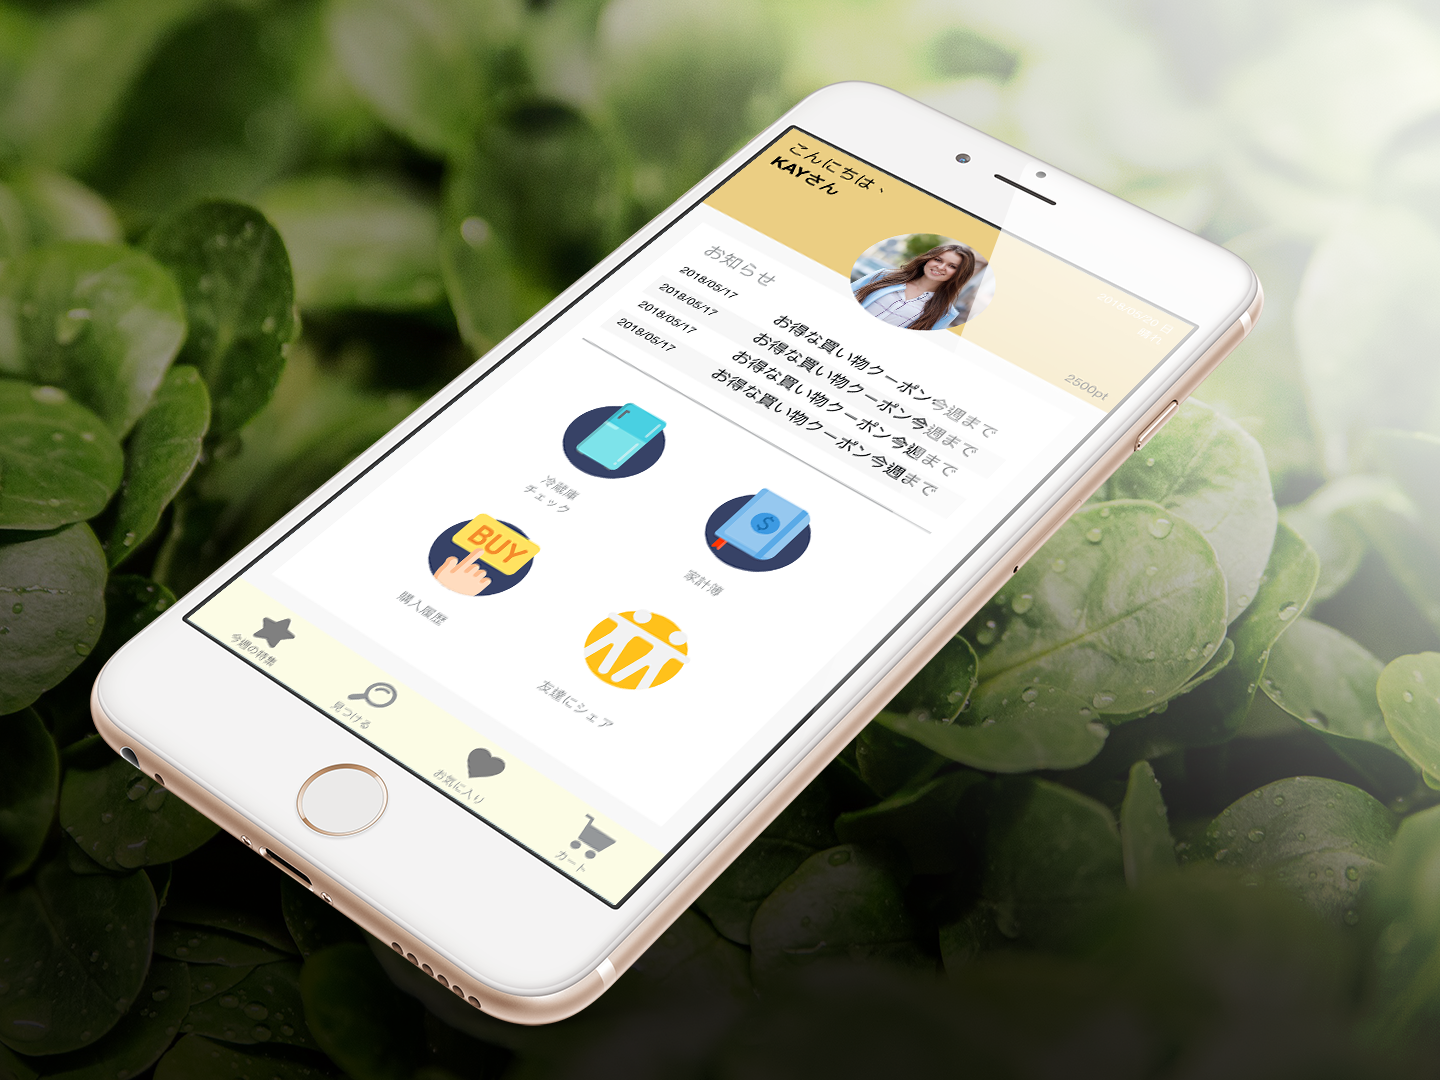 こんにちは、
KAYさん
2018/05/20 日
晴れ
2500pt
お知らせ
2018/05/17 お得な買い物クーポン今週まで
2018/05/17 お得な買い物クーポン今週まで
2018/05/17 お得な買い物クーポン今週まで
2018/05/17 お得な買い物クーポン今週まで
冷蔵庫
チェック
$
家計簿
BUY
購入履歴
友達にシェア
今週の特集
見つける
お気に入り
カート